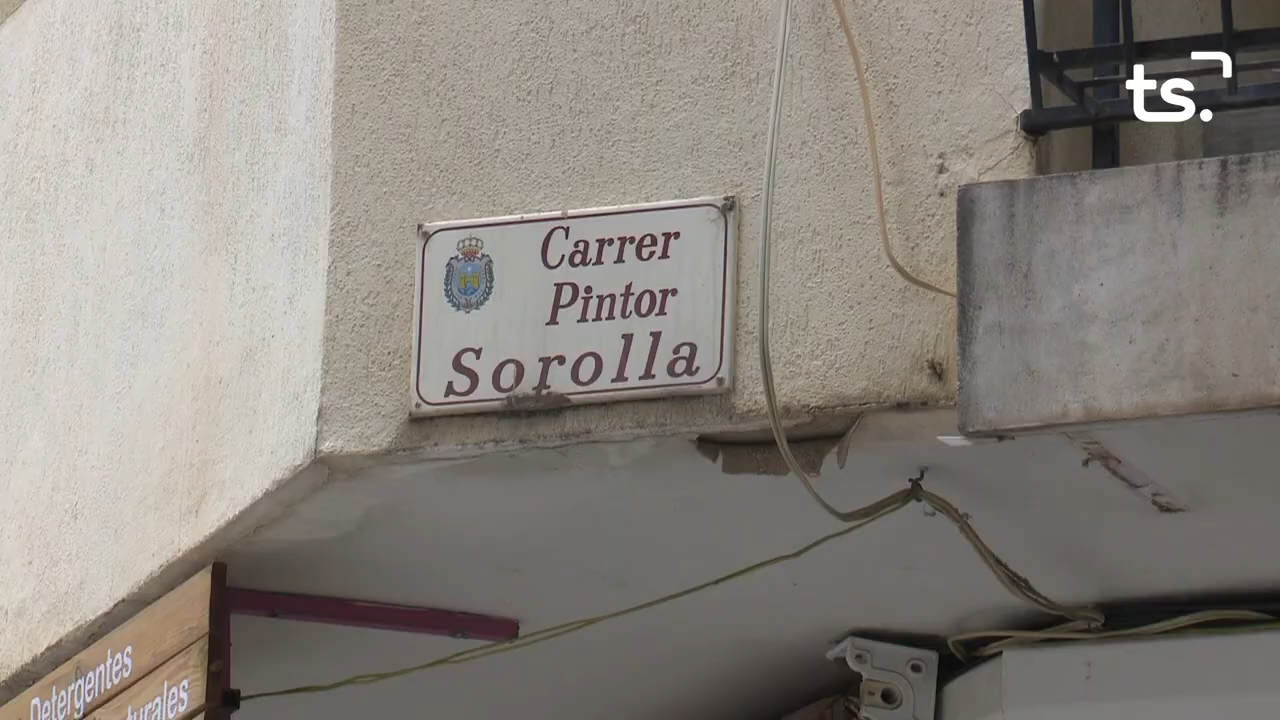 ts.
Carrer
Pintor
Sorolla
Detergentes